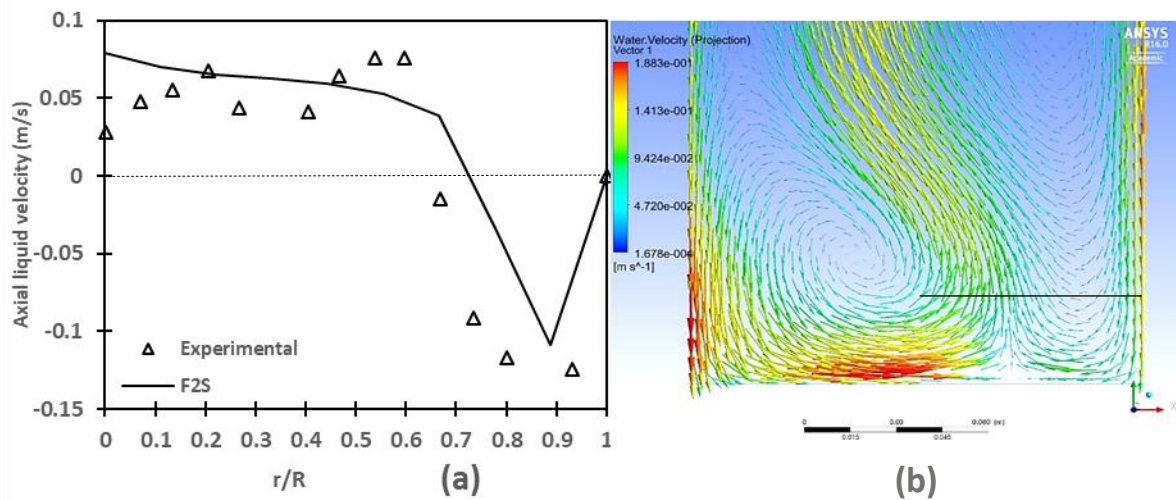 0.1
0.05
0
-0.05
-0.1
-0.15
Axial liquid velocity (m/s)
Experimental
F2S
0 0.1 0.2 0.3 0.4 0.5 0.6 0.7 0.8 0.9 1
r/R
(a)
Water.Velocity (Projection)
Vector 1
1.883e-001
1.413e-001
9.424e-002
4.720e-002
1.678e-004
[m s^-1]
ANSYS
R16.0
Academic
0 0.03 0.060 (m)
0.015 0.045
X
(b)